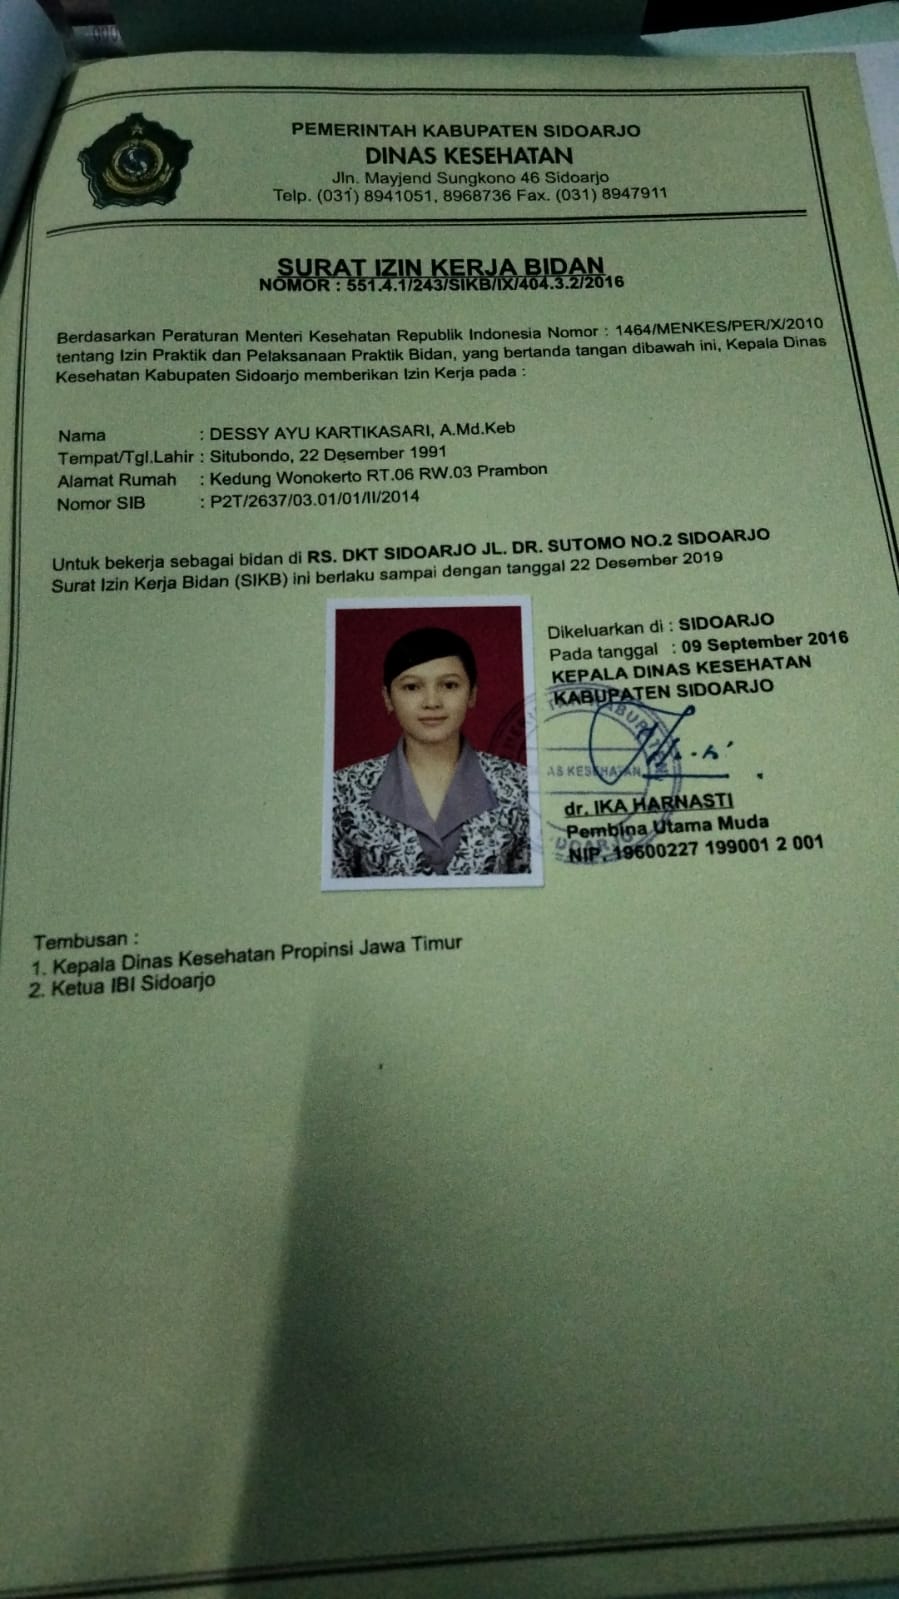 PEMERINTAH KABUPATEN SIDOARJO
DINAS KESEHATAN
Jln. Mayjend Sungkono 46 Sidoarjo
Telp. (031) 8941051, 8968736 Fax. (031) 8947911
SURAT IZIN KERJA BIDAN
NOMOR : 551.4.1/243/SIKB/IX/404.3.2/2016
Berdasarkan Peraturan Menteri Kesehatan Republik Indonesia Nomor : 1464/MENKES/PER/X/2010
tentang Izin Praktik dan Pelaksanaan Praktik Bidan, yang bertanda tangan dibawah ini, Kepala Dinas
Kesehatan Kabupaten Sidoarjo memberikan Izin Kerja pada :
Nama : DESSY AYU KARTIKASARI, A.Md.Keb
Tempat/Tgl.Lahir : Situbondo, 22 Desember 1991
Alamat Rumah : Kedung Wonokerto RT.06 RW.03 Prambon
Nomor SIB : P2T/2637/03.01/01/II/2014
Untuk bekerja sebagai bidan di RS. DKT SIDOARJO JL. DR. SUTOMO NO.2 SIDOARJO
Surat Izin Kerja Bidan (SIKB) ini berlaku sampai dengan tanggal 22 Desember 2019
Dikeluarkan di : SIDOARJO
Pada tanggal : 09 September 2016
KEPALA DINAS KESEHATAN
KABUPATEN SIDOARJO
AS KESEHATAN
dr. IKA HARNASTI
Pembina Utama Muda
NIP. 19600227 199001 2 001
Tembusan :
1. Kepala Dinas Kesehatan Propinsi Jawa Timur
2. Ketua IBI Sidoarjo